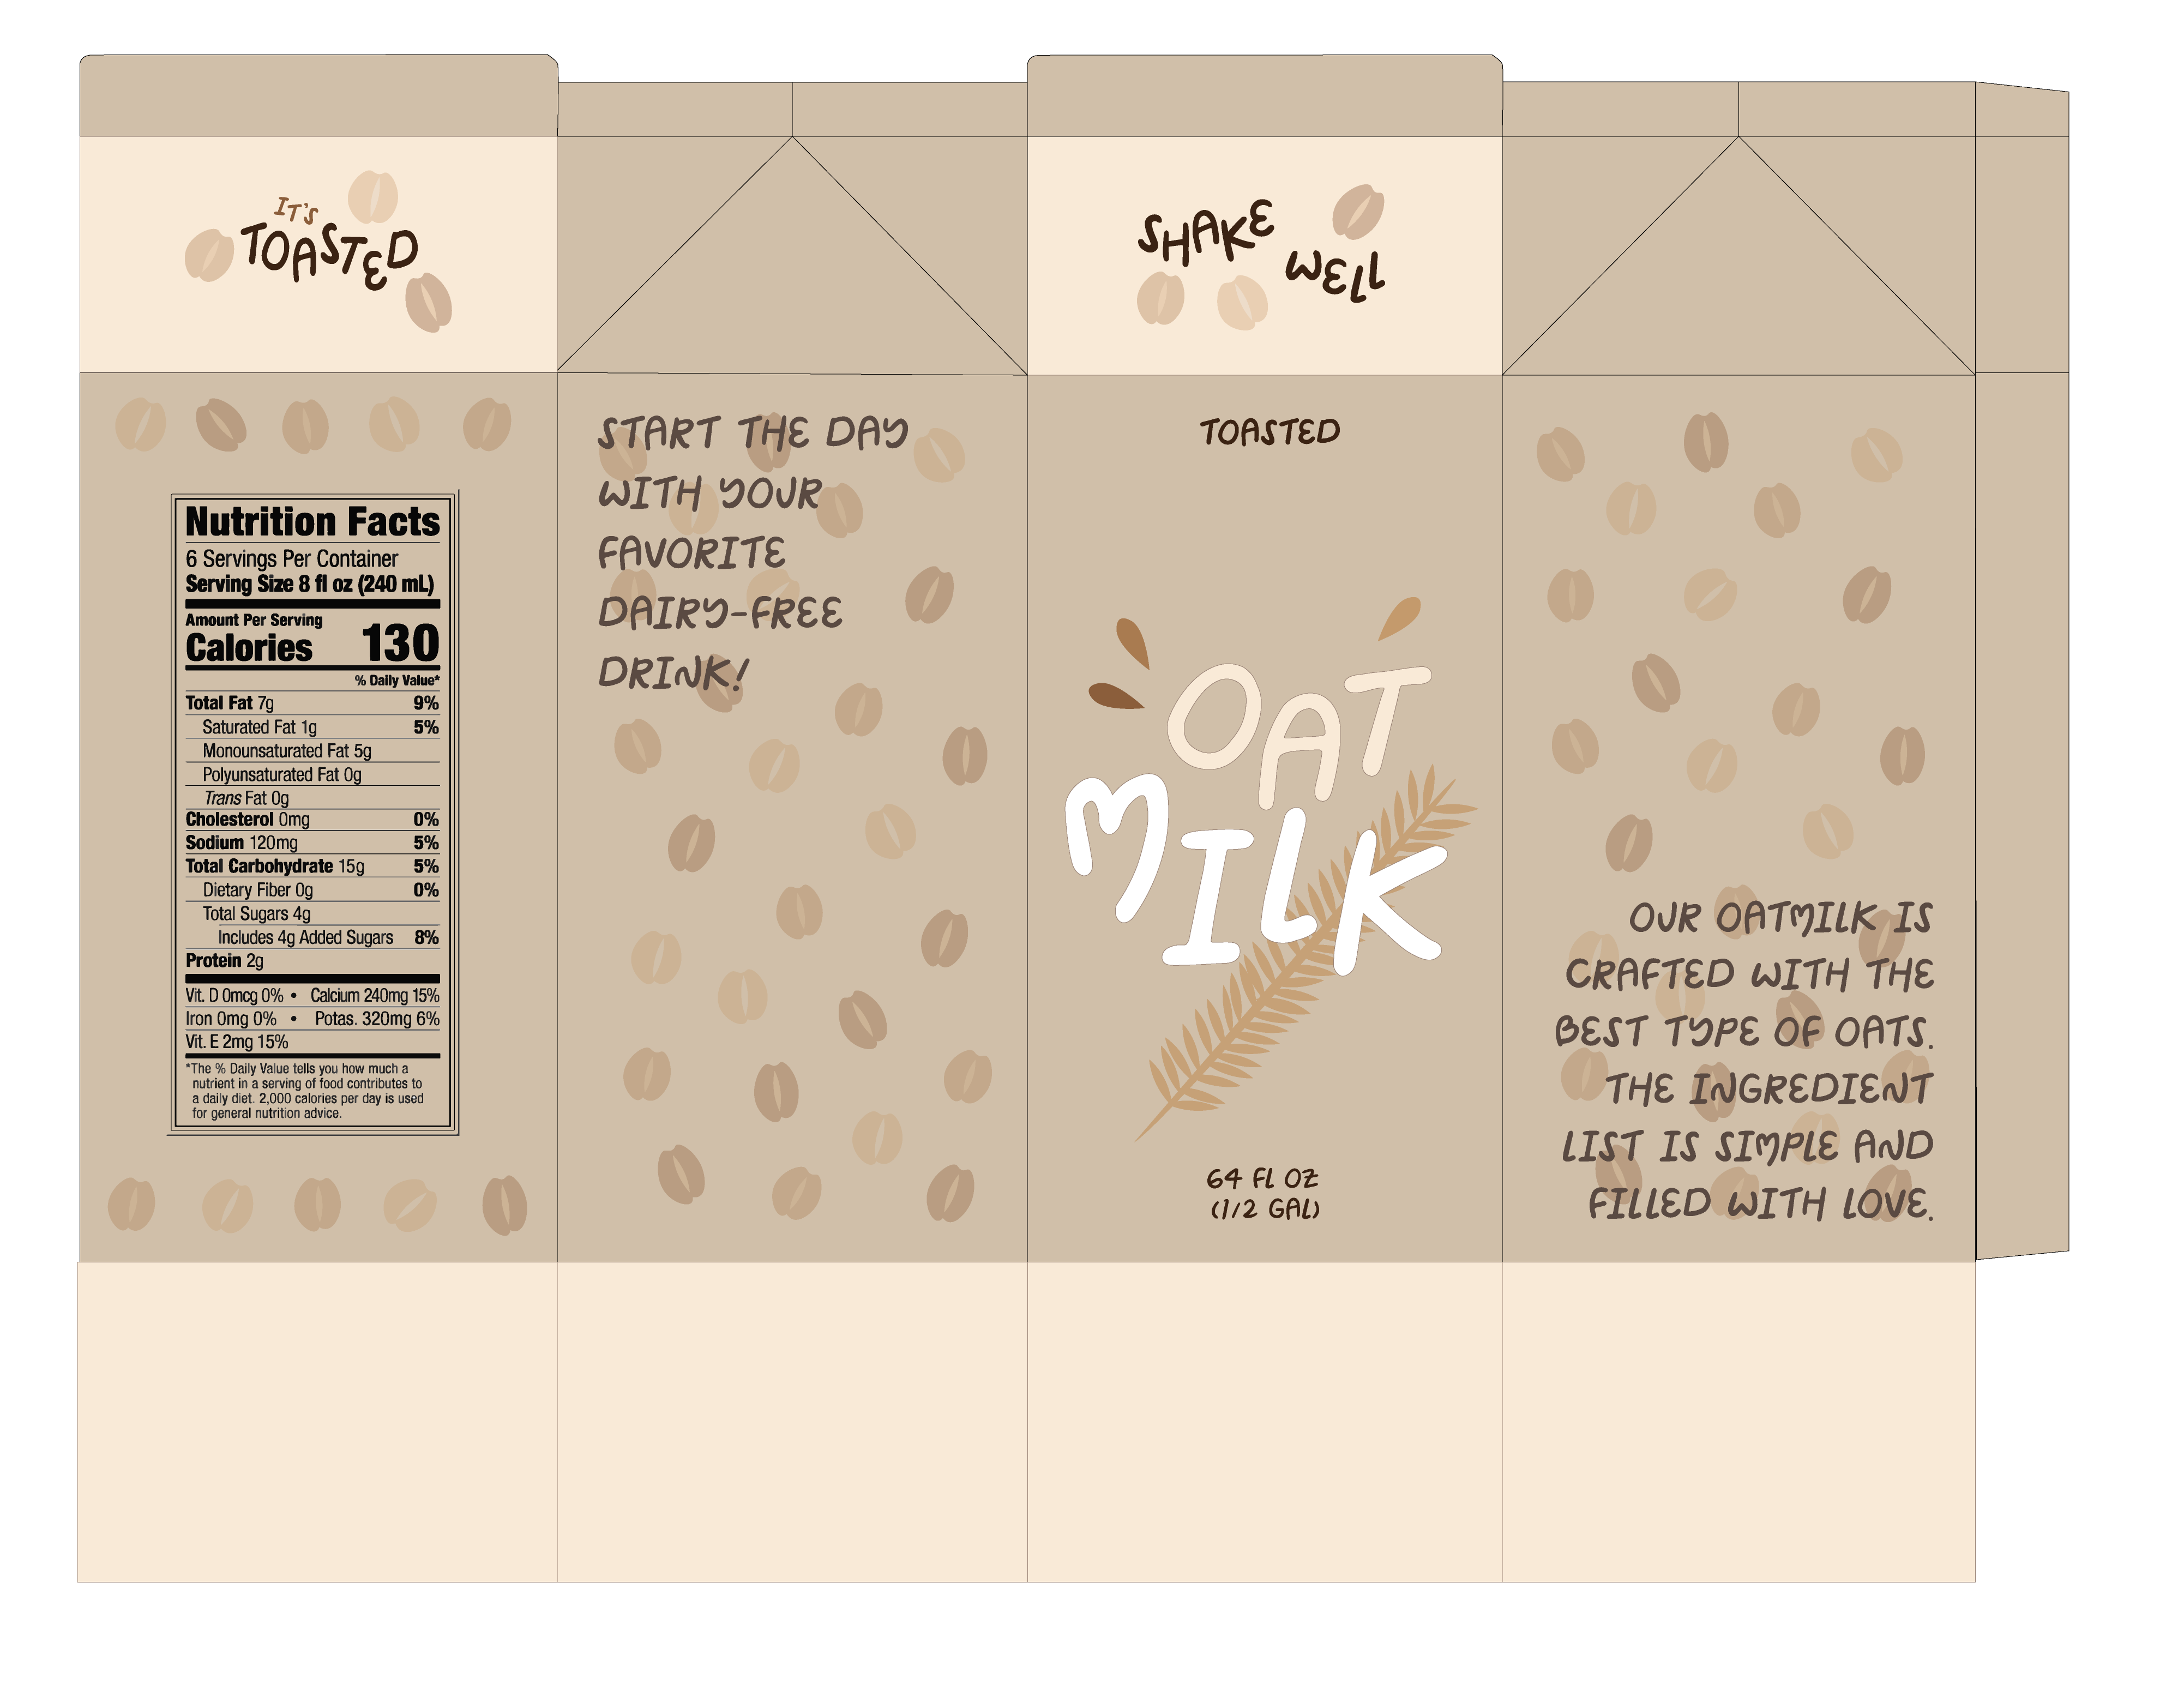 IT'S
TOASTED
SHAKE
WELL
Nutrition Facts
6 Servings Per Container
Serving Size 8 fl oz (240 mL)
Amount Per Serving
Calories 130
% Daily Value*
Total Fat 7g 9%
Saturated Fat 1g 5%
Monounsaturated Fat 5g
Polyunsaturated Fat 0g
Trans Fat 0g
Cholesterol 0mg 0%
Sodium 120mg 5%
Total Carbohydrate 15g 5%
Dietary Fiber 0g 0%
Total Sugars 4g
Includes 4g Added Sugars 8%
Protein 2g
Vit. D 0mcg 0% • Calcium 240mg 15%
Iron 0mg 0% • Potas. 320mg 6%
Vit. E 2mg 15%
*The % Daily Value tells you how much a
nutrient in a serving of food contributes to
a daily diet. 2,000 calories per day is used
for general nutrition advice.
START THE DAY
WITH YOUR
FAVORITE
DAIRY-FREE
DRINK!
TOASTED
OAT
MILK
64 FL OZ
(1/2 GAL)
OUR OATMILK IS
CRAFTED WITH THE
BEST TYPE OF OATS.
THE INGREDIENT
LIST IS SIMPLE AND
FILLED WITH LOVE.